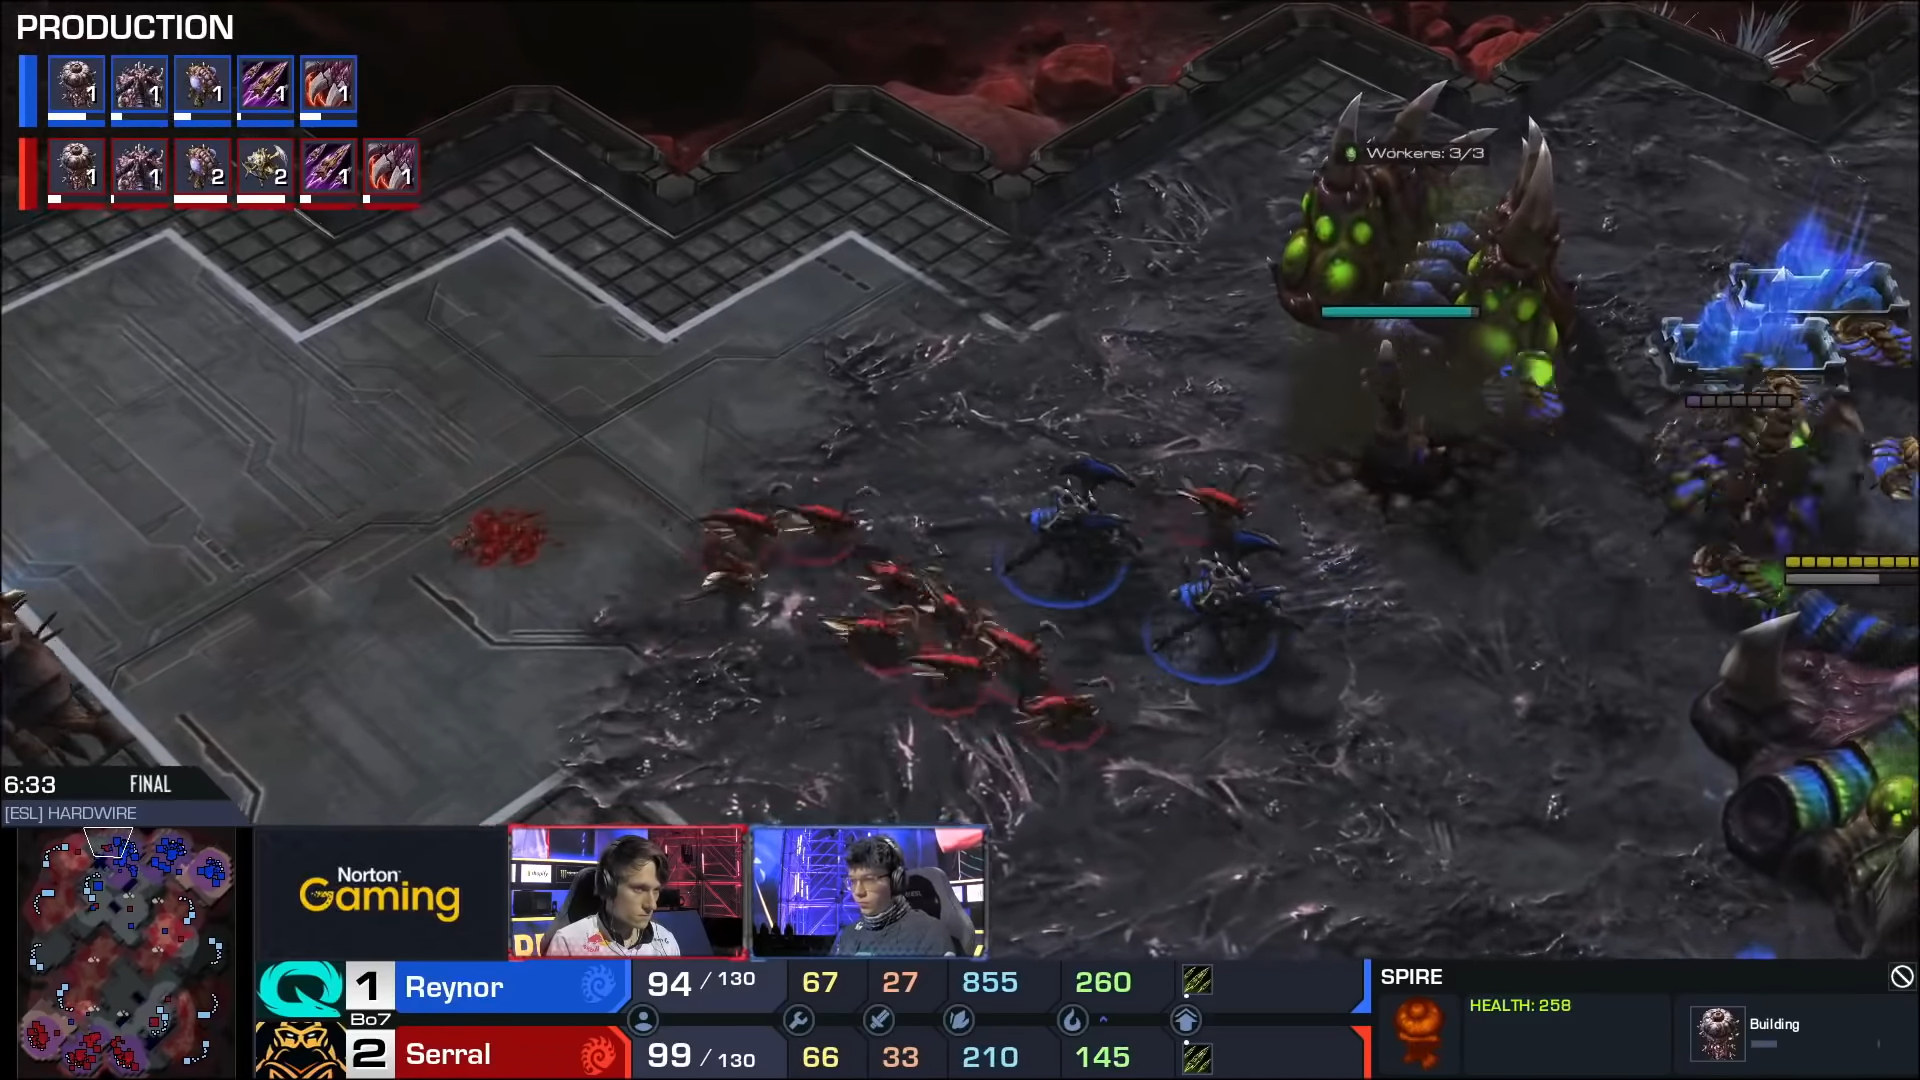 PRODUCTION
1 1 1 1 1
1 1 2 2 1 1
Workers: 3/3
6:33 FINAL
[ESL] HARDWIRE
Norton
Gaming
1 Reynor 94 / 130 67 27 855 260
Bo7
2 Serral 99 / 130 66 33 210 145
SPIRE
HEALTH: 258
Building